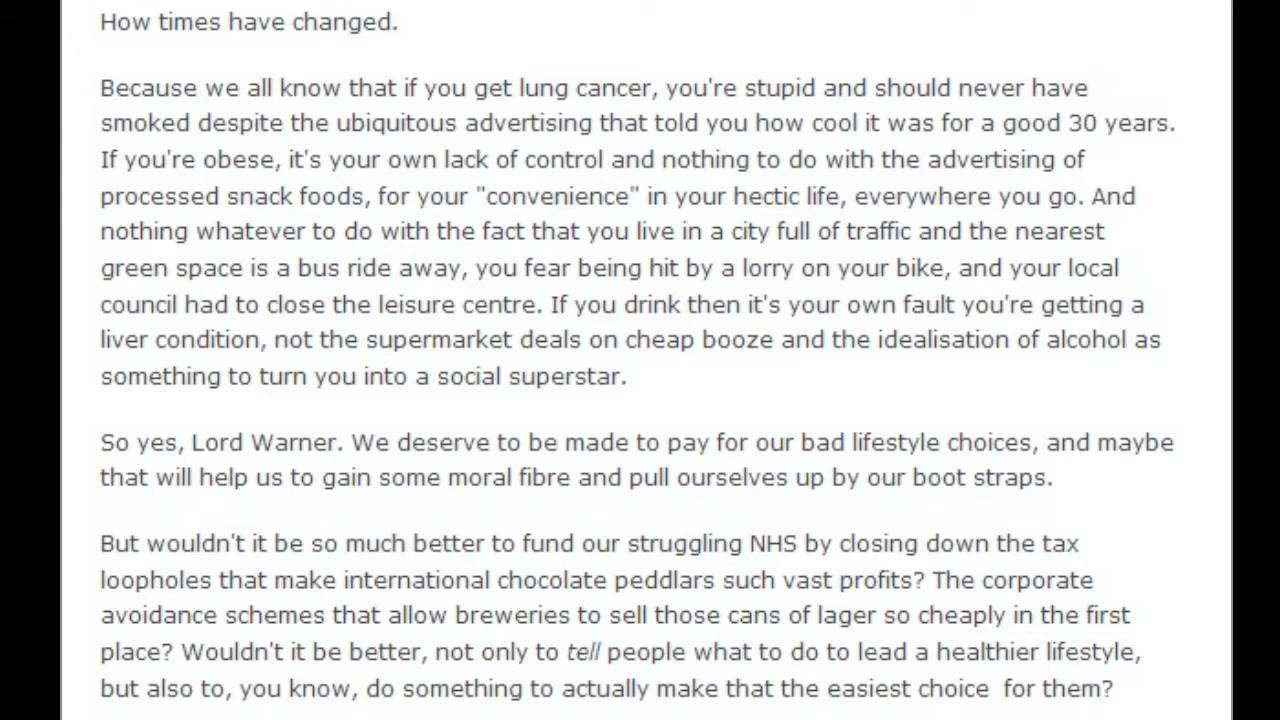 How times have changed.
Because we all know that if you get lung cancer, you're stupid and should never have
smoked despite the ubiquitous advertising that told you how cool it was for a good 30 years.
If you're obese, it's your own lack of control and nothing to do with the advertising of
processed snack foods, for your "convenience" in your hectic life, everywhere you go. And
nothing whatever to do with the fact that you live in a city full of traffic and the nearest
green space is a bus ride away, you fear being hit by a lorry on your bike, and your local
council had to close the leisure centre. If you drink then it's your own fault you're getting a
liver condition, not the supermarket deals on cheap booze and the idealisation of alcohol as
something to turn you into a social superstar.
So yes, Lord Warner. We deserve to be made to pay for our bad lifestyle choices, and maybe
that will help us to gain some moral fibre and pull ourselves up by our boot straps.
But wouldn't it be so much better to fund our struggling NHS by closing down the tax
loopholes that make international chocolate peddlars such vast profits? The corporate
avoidance schemes that allow breweries to sell those cans of lager so cheaply in the first
place? Wouldn't it be better, not only to tell people what to do to lead a healthier lifestyle,
but also to, you know, do something to actually make that the easiest choice  for them?